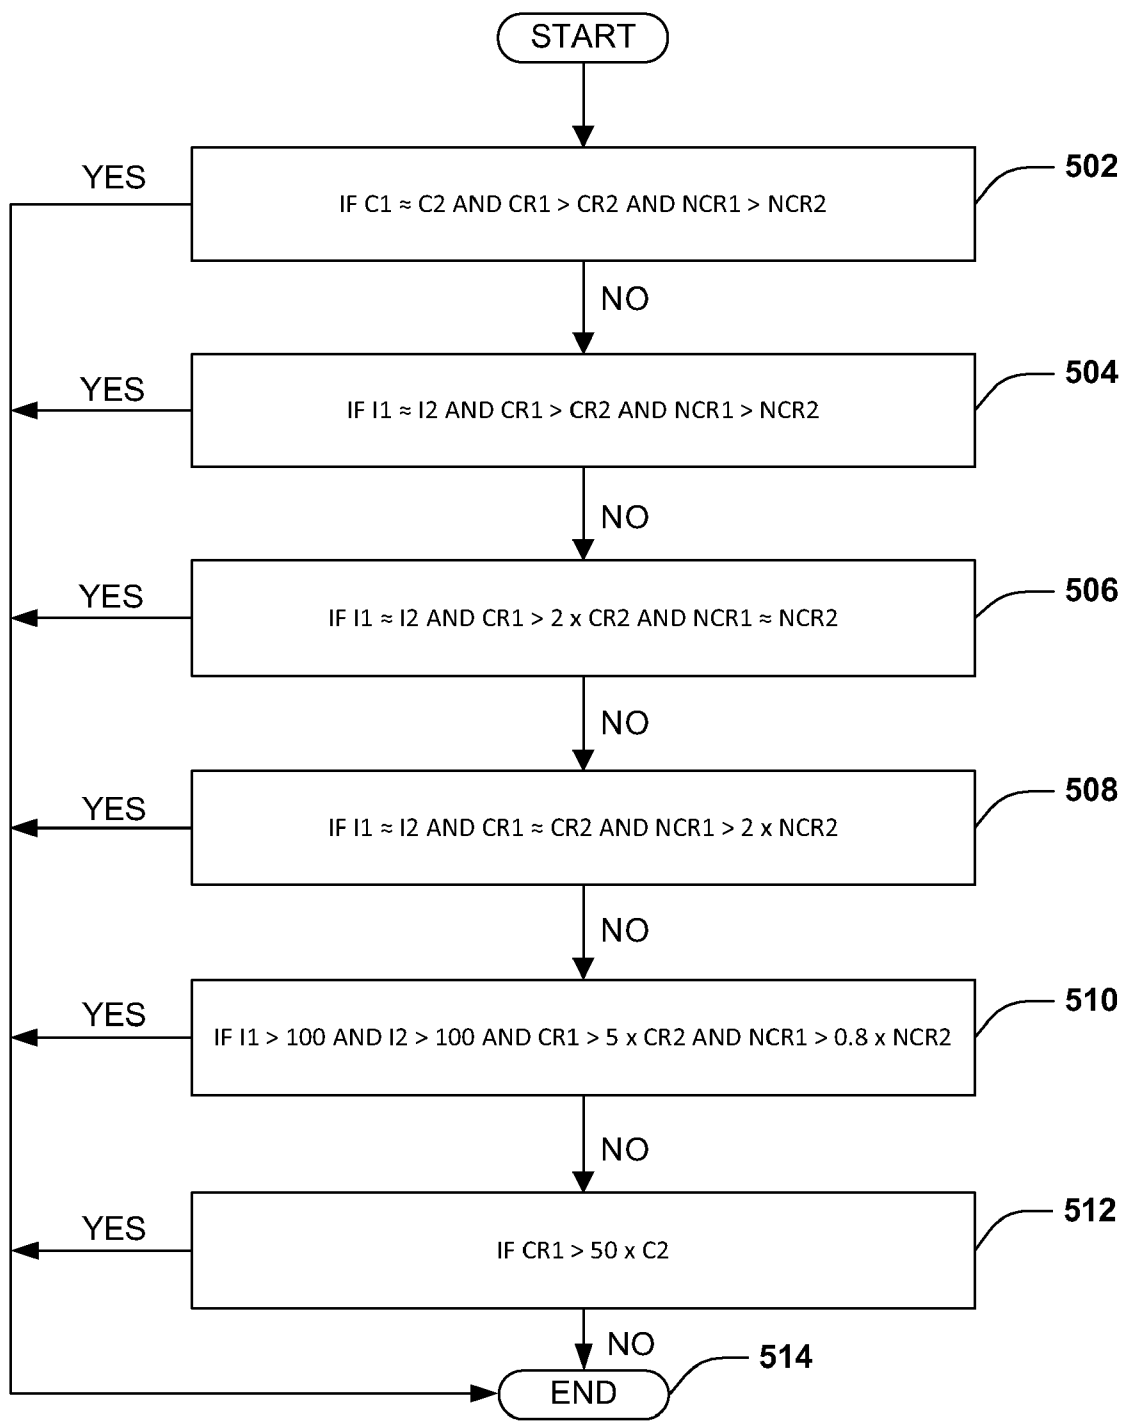 START
YES
502
IF C1 ≈ C2 AND CR1 > CR2 AND NCR1 > NCR2
NO
504
YES
IF I1 ≈ I2 AND CR1 > CR2 AND NCR1 > NCR2
NO
506
YES
IF I1 ≈ I2 AND CR1 > 2 x CR2 AND NCR1 ≈ NCR2
NO
508
YES
IF I1 ≈ I2 AND CR1 ≈ CR2 AND NCR1 > 2 x NCR2
NO
510
YES
IF I1 > 100 AND I2 > 100 AND CR1 > 5 x CR2 AND NCR1 > 0.8 x NCR2
NO
512
YES
IF CR1 > 50 x C2
NO
514
END